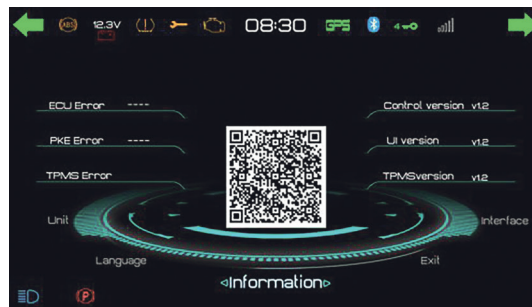 ABS 12.3V 08:30 GPS 4
ECU Error ----
Control version v1.2
PKE Error ----
UI version v1.2
TPMS Error
TPMSversion v1.2
Unit
Interface
Language
Exit
◁Information▷
P